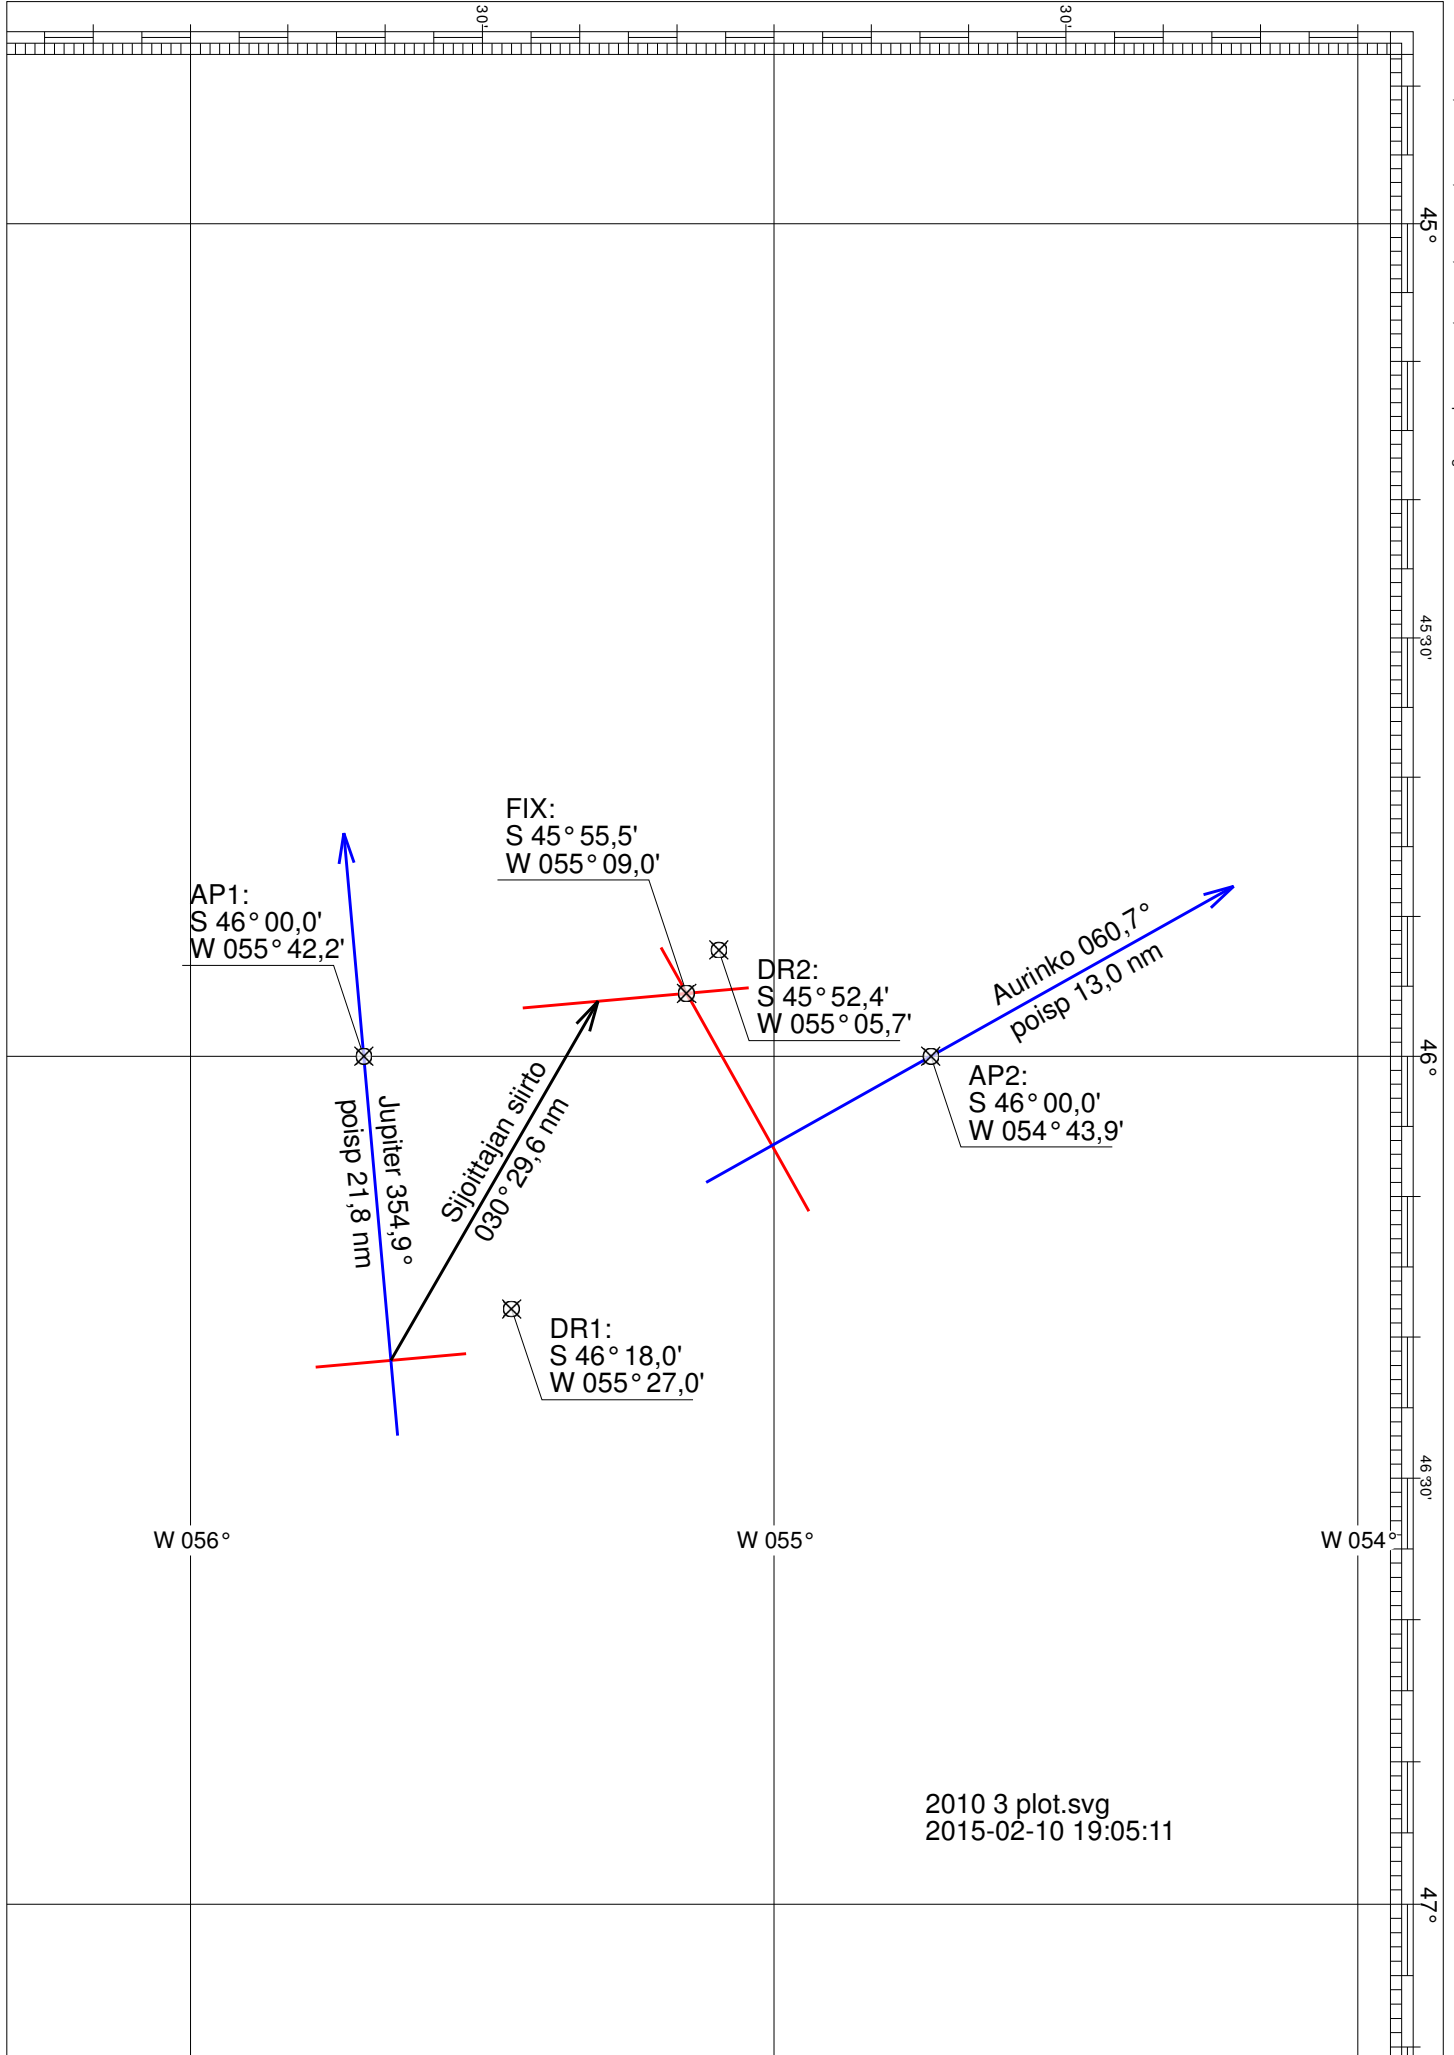 30'
30'
45°
45°30'
FIX:
S 45° 55,5'
W 055° 09,0'
AP1:
S 46° 00,0'
W 055° 42,2'
DR2:
S 45° 52,4'
W 055° 05,7'
Aurinko 060,7°
poisp 13,0 nm
46°
AP2:
S 46° 00,0'
W 054° 43,9'
Sijoittajan siirto
030° 29,6 nm
Jupiter 354,9°
poisp 21,8 nm
DR1:
S 46° 18,0'
W 055° 27,0'
46°30'
W 056°
W 055°
W 054°
2010 3 plot.svg
2015-02-10 19:05:11
47°